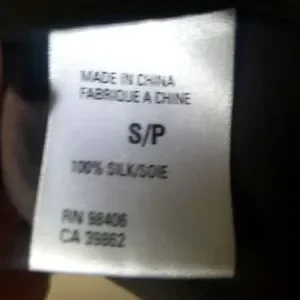 MADE IN CHINA
FABRIQUE A CHINE
S/P
100% SILK/SOIE
RN 98406
CA 39862